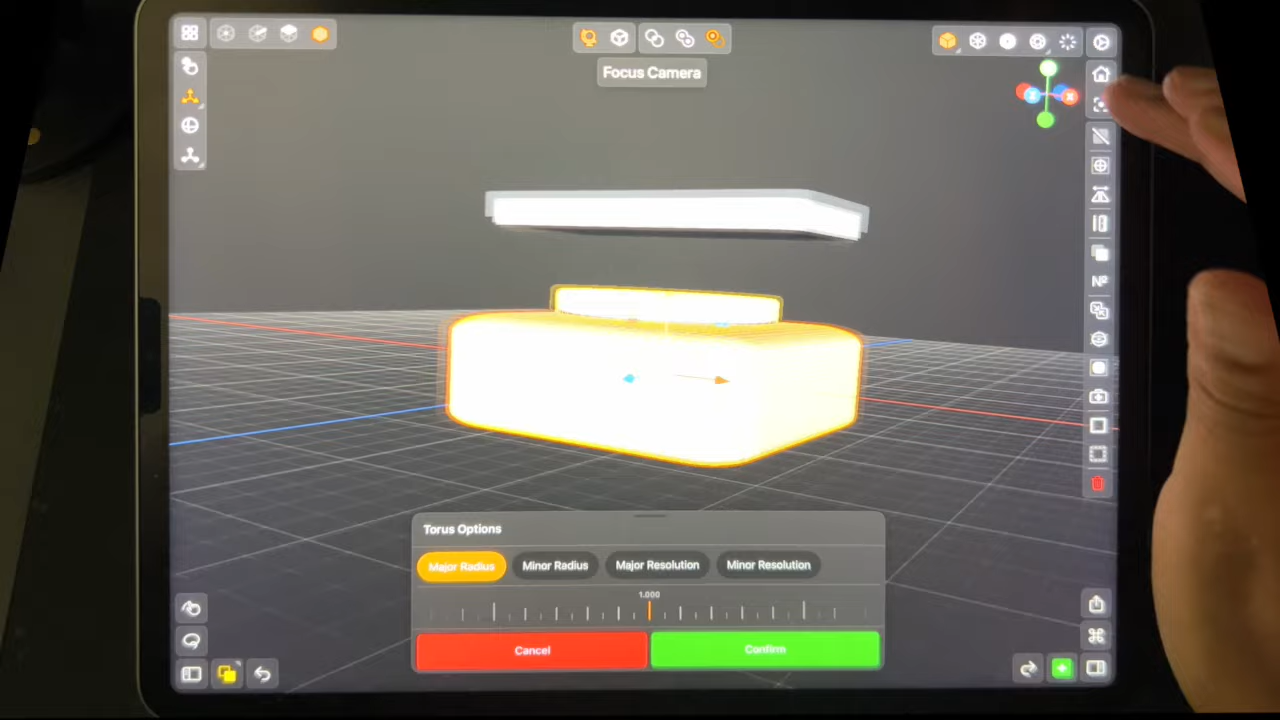 Focus Camera
Torus Options
Major Radius
Minor Radius
Major Resolution
Minor Resolution
1.000
Cancel
Confirm